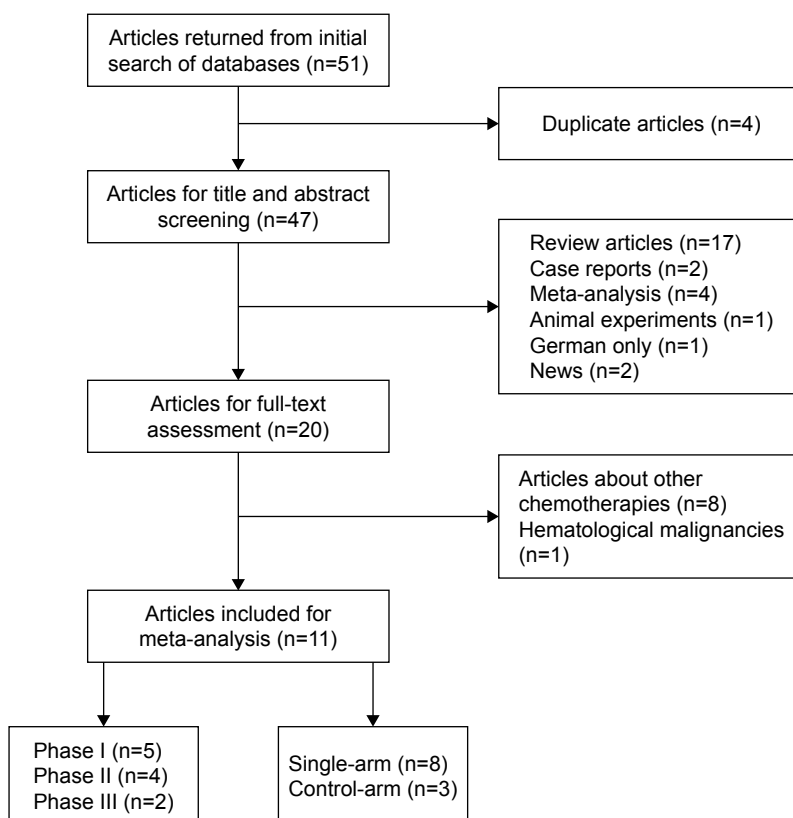 Articles returned from initial
search of databases (n=51)
Duplicate articles (n=4)
Articles for title and abstract
screening (n=47)
Review articles (n=17)
Case reports (n=2)
Meta-analysis (n=4)
Animal experiments (n=1)
German only (n=1)
News (n=2)
Articles for full-text
assessment (n=20)
Articles about other
chemotherapies (n=8)
Hematological malignancies
(n=1)
Articles included for
meta-analysis (n=11)
Phase I (n=5)
Phase II (n=4)
Phase III (n=2)
Single-arm (n=8)
Control-arm (n=3)